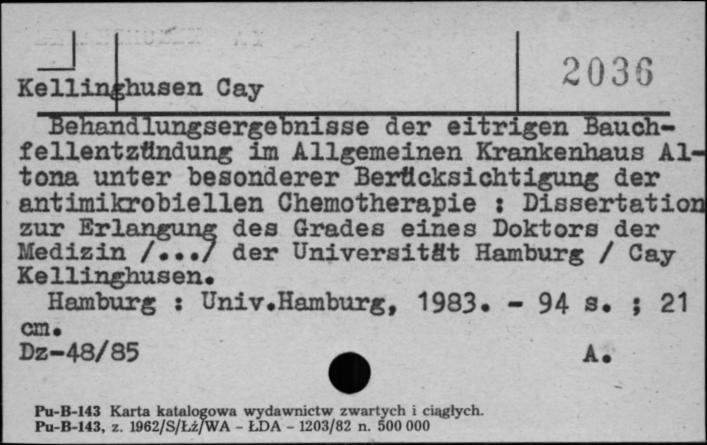 2036
Kellinghusen Cay
Behandlungsergebnisse der eitrigen Bauch-
fellentzündung im Allgemeinen Krankenhaus Al-
tona unter besonderer Berücksichtigung der
antimikrobiellen Chemotherapie : Dissertation
zur Erlangung des Grades eines Doktors der
Medizin /.../ der Universität Hamburg / Cay
Kellinghusen.
Hamburg : Univ.Hamburg, 1983. - 94 s. ; 21
cm.
Dz-48/85 A.
Pu-B-143 Karta katalogowa wydawnictw zwartych i ciągłych.
Pu-B-143, z. 1962/S/Łż/WA – ŁDA – 1203/82 n. 500 000